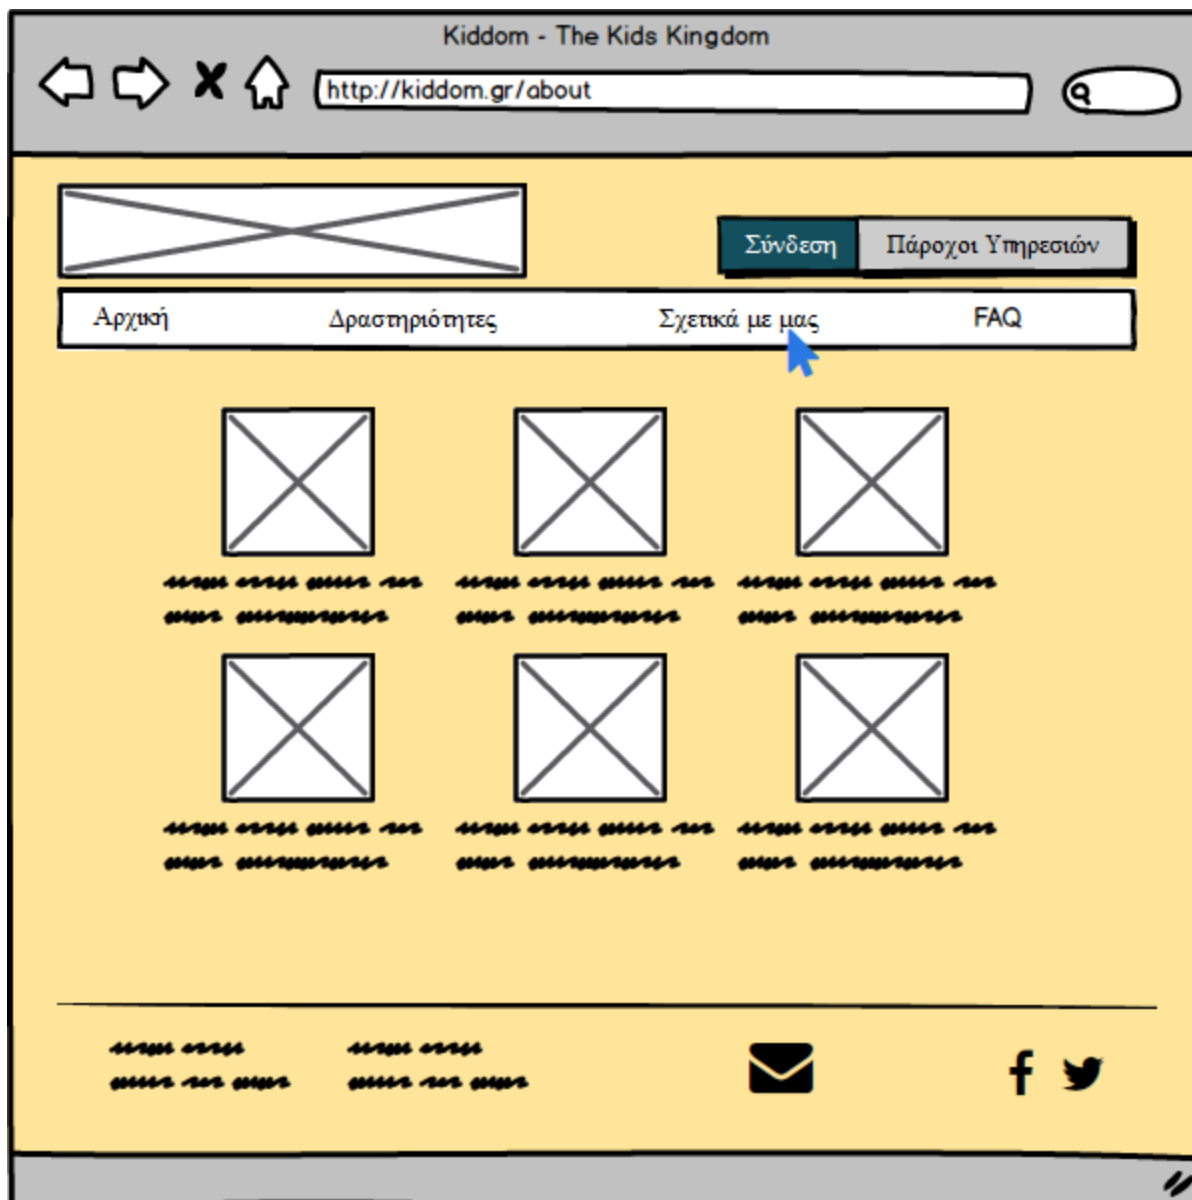 Kiddom - The Kids Kingdom
http://kiddom.gr/about
Σύνδεση Πάροχοι Υπηρεσιών
Αρχική Δραστηριότητες Σχετικά με μας FAQ